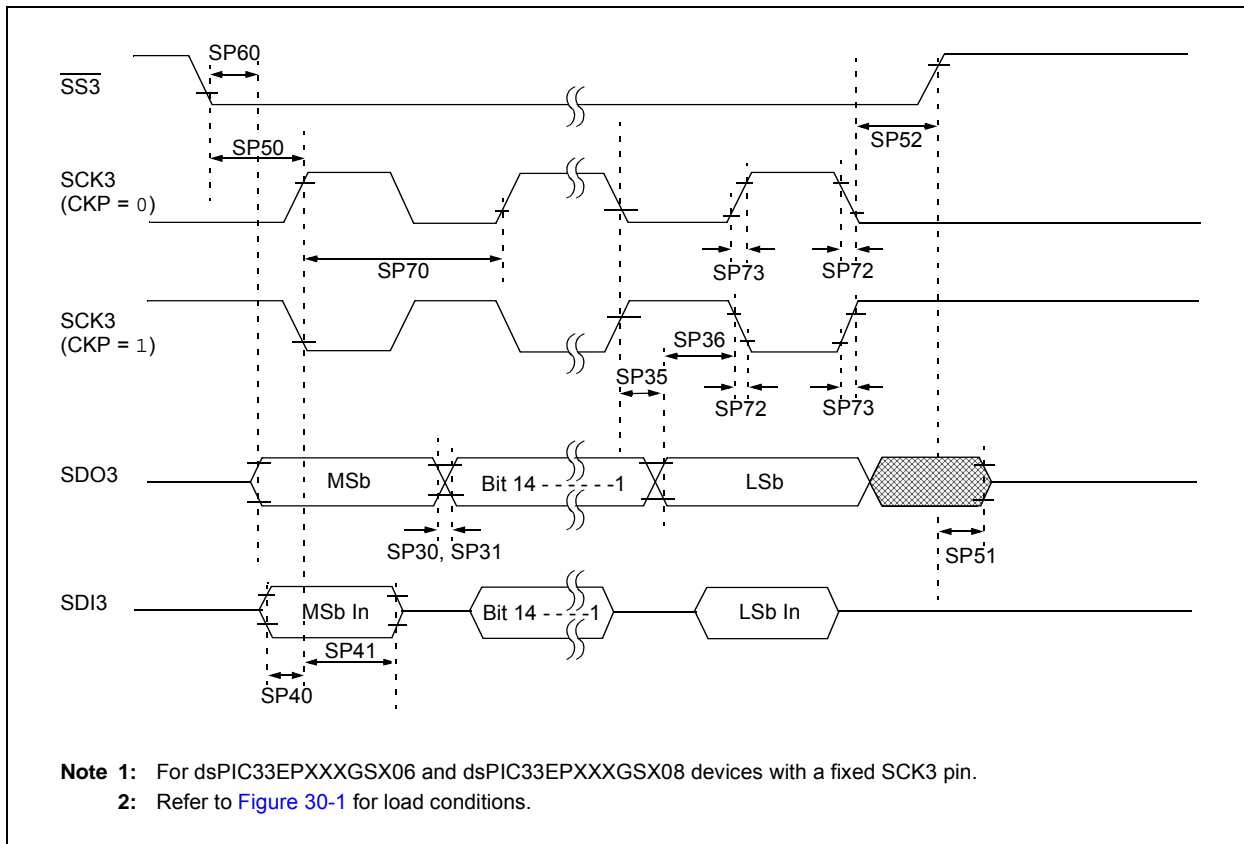 SP60
SS3
SP50
SP52
SCK3
(CKP = 0)
SP70
SP73
SP72
SCK3
(CKP = 1)
SP36
SP35
SP72
SP73
SDO3
MSb
Bit 14 - - - - - -1
LSb
SP30, SP31
SP51
SDI3
MSb In
Bit 14 - - - -1
LSb In
SP41
SP40
Note 1: For dsPIC33EPXXXGSX06 and dsPIC33EPXXXGSX08 devices with a fixed SCK3 pin.
2: Refer to Figure 30-1 for load conditions.